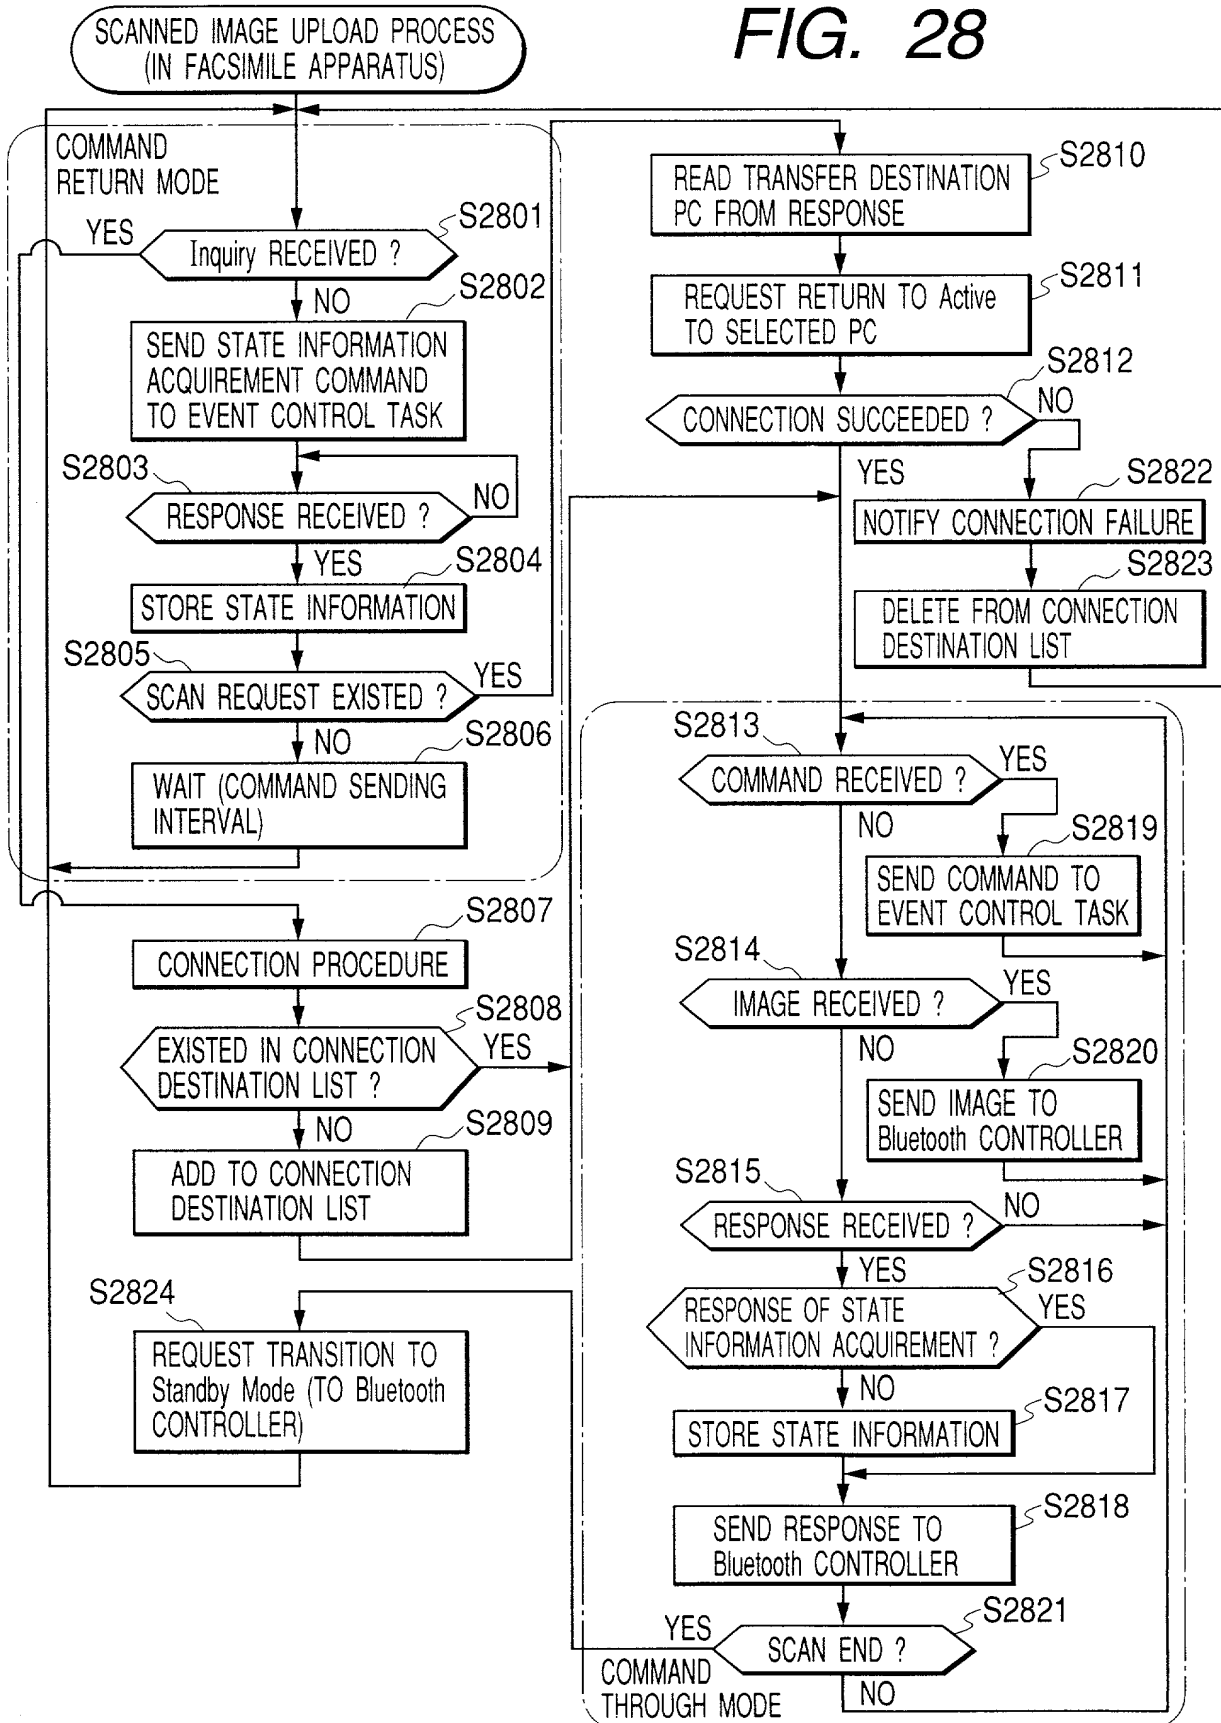 FIG. 28
SCANNED IMAGE UPLOAD PROCESS
(IN FACSIMILE APPARATUS)
COMMAND
RETURN MODE
S2801
YES
Inquiry RECEIVED ?
NO
S2802
SEND STATE INFORMATION
ACQUIREMENT COMMAND
TO EVENT CONTROL TASK
S2803
RESPONSE RECEIVED ?
NO
YES
S2804
STORE STATE INFORMATION
S2805
SCAN REQUEST EXISTED ?
YES
NO
S2806
WAIT (COMMAND SENDING
INTERVAL)
S2807
CONNECTION PROCEDURE
S2808
EXISTED IN CONNECTION
DESTINATION LIST ?
YES
NO
S2809
ADD TO CONNECTION
DESTINATION LIST
S2824
REQUEST TRANSITION TO
Standby Mode (TO Bluetooth
CONTROLLER)
S2810
READ TRANSFER DESTINATION
PC FROM RESPONSE
S2811
REQUEST RETURN TO Active
TO SELECTED PC
S2812
CONNECTION SUCCEEDED ?
NO
YES
S2822
NOTIFY CONNECTION FAILURE
S2823
DELETE FROM CONNECTION
DESTINATION LIST
S2813
COMMAND RECEIVED ?
YES
NO
S2819
SEND COMMAND TO
EVENT CONTROL TASK
S2814
IMAGE RECEIVED ?
YES
NO
S2820
SEND IMAGE TO
Bluetooth CONTROLLER
S2815
RESPONSE RECEIVED ?
NO
YES
S2816
RESPONSE OF STATE
INFORMATION ACQUIREMENT ?
YES
NO
S2817
STORE STATE INFORMATION
S2818
SEND RESPONSE TO
Bluetooth CONTROLLER
S2821
YES
SCAN END ?
NO
COMMAND
THROUGH MODE